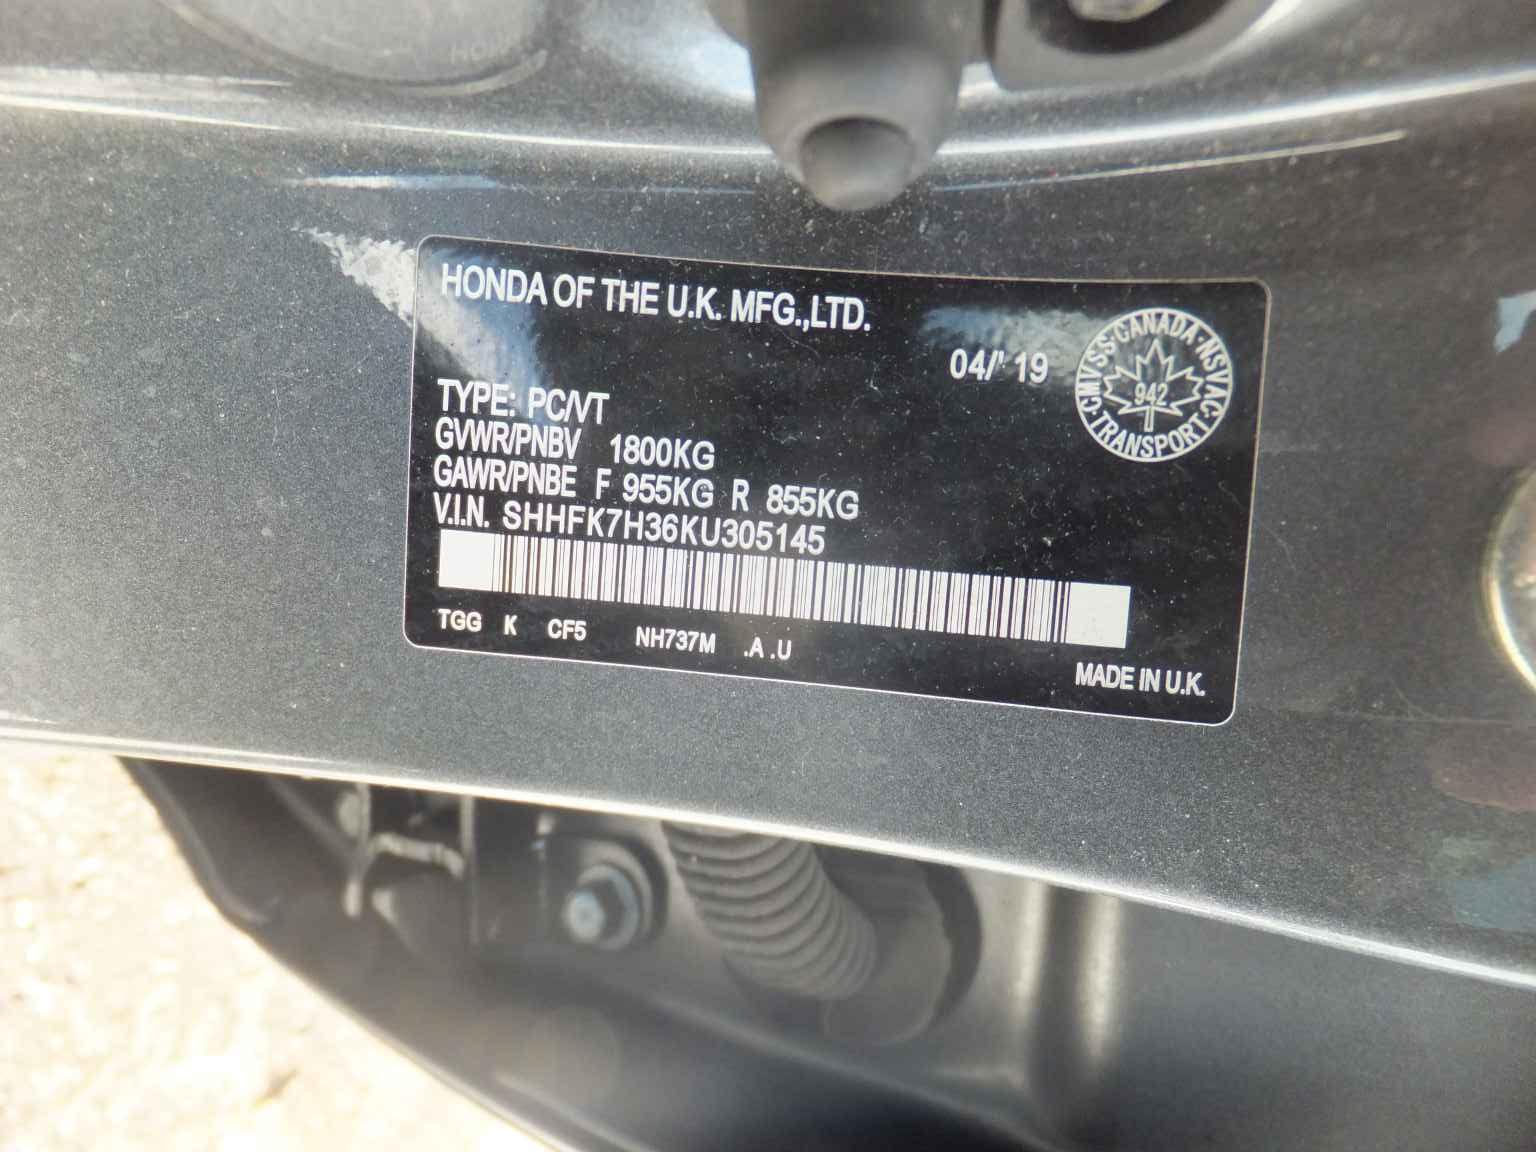 HONDA OF THE U.K. MFG.,LTD.
04/' 19
CMVSS·CANADA·NSVAC·TRANSPORT·
942
TYPE: PC/VT
GVWR/PNBV 1800KG
GAWR/PNBE F 955KG R 855KG
V.I.N. SHHFK7H36KU305145
TGG K CF5 NH737M .A .U
MADE IN U.K.